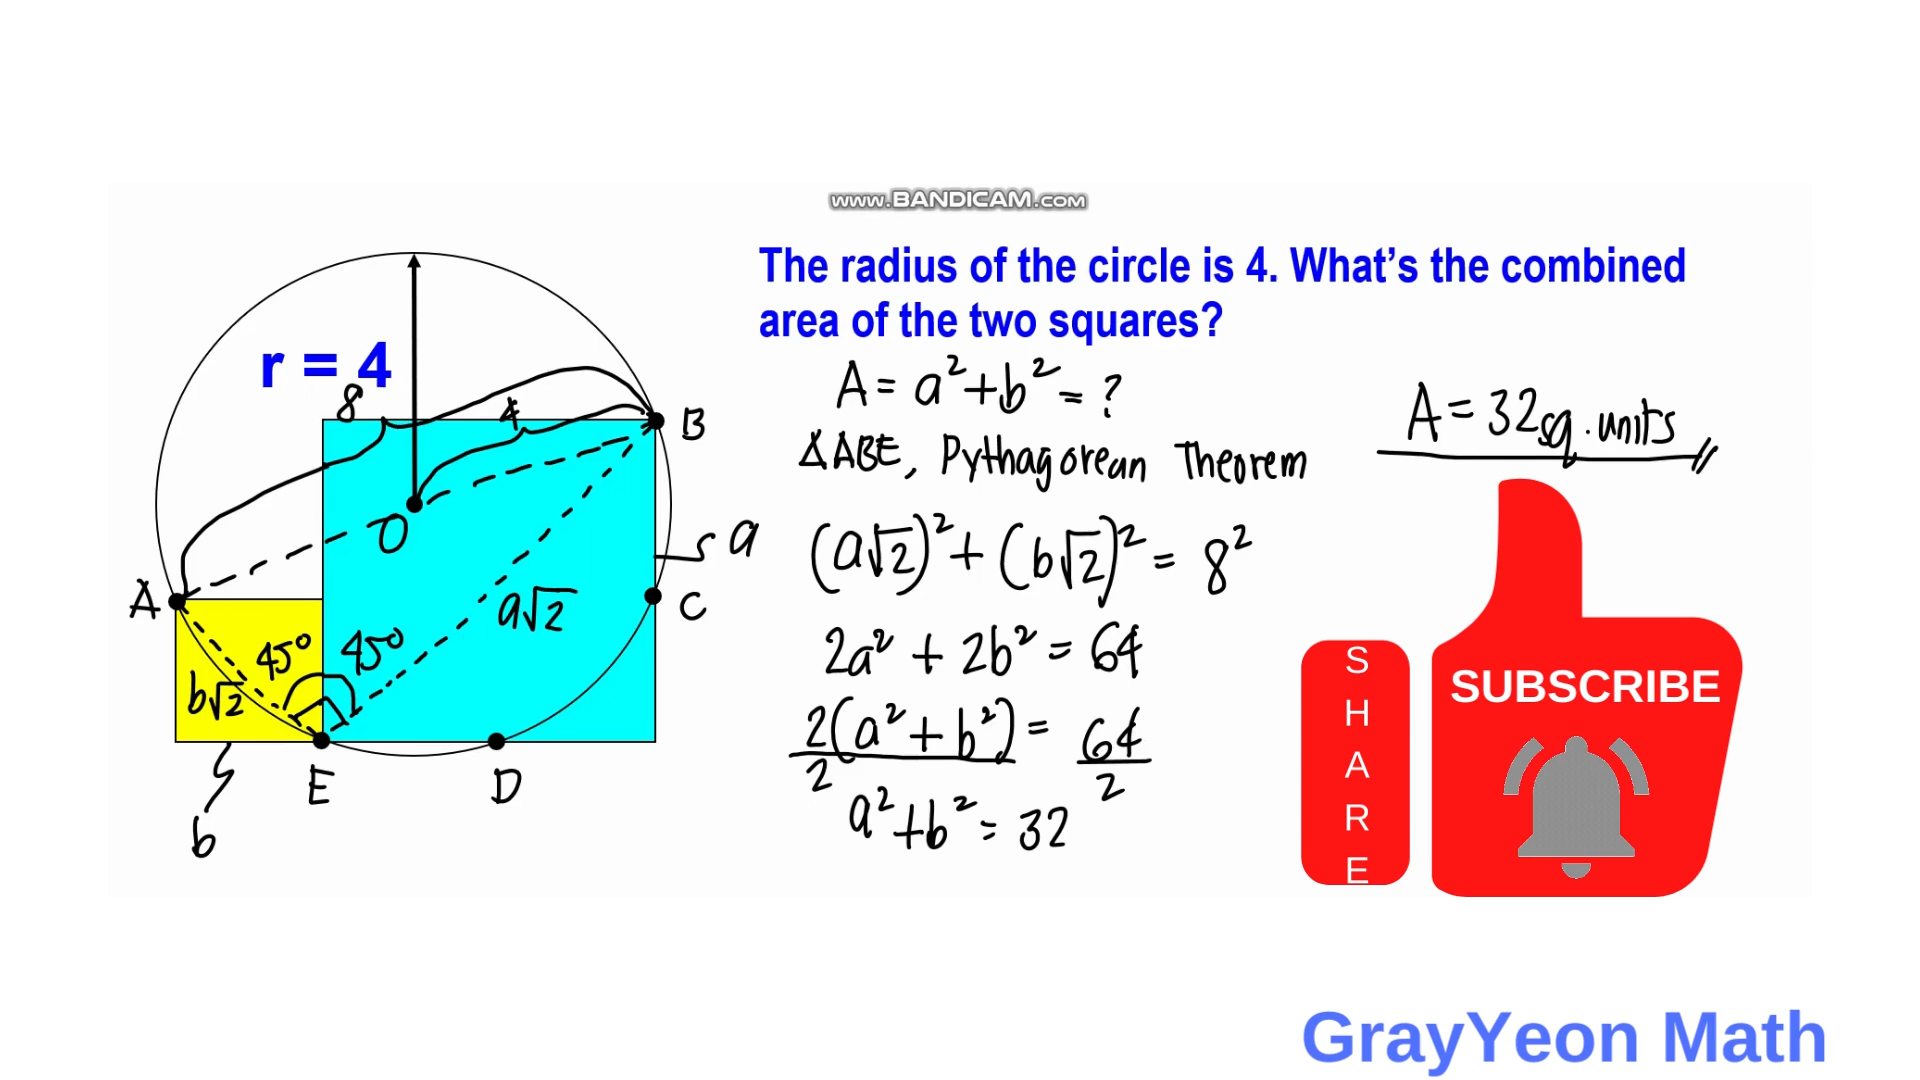 www.BANDICAM.com
The radius of the circle is 4. What's the combined
area of the two squares?
r = 4
8
4
B
O
A
a
C
a√2
45° 45°
b√2
E
D
b
A = a² + b² = ?
△ABE, Pythagorean Theorem
(a√2)² + (b√2)² = 8²
2a² + 2b² = 64
2(a² + b²) = 64
2 2
a² + b² = 32
A = 32 sq. units
SHARE
SUBSCRIBE
GrayYeon Math